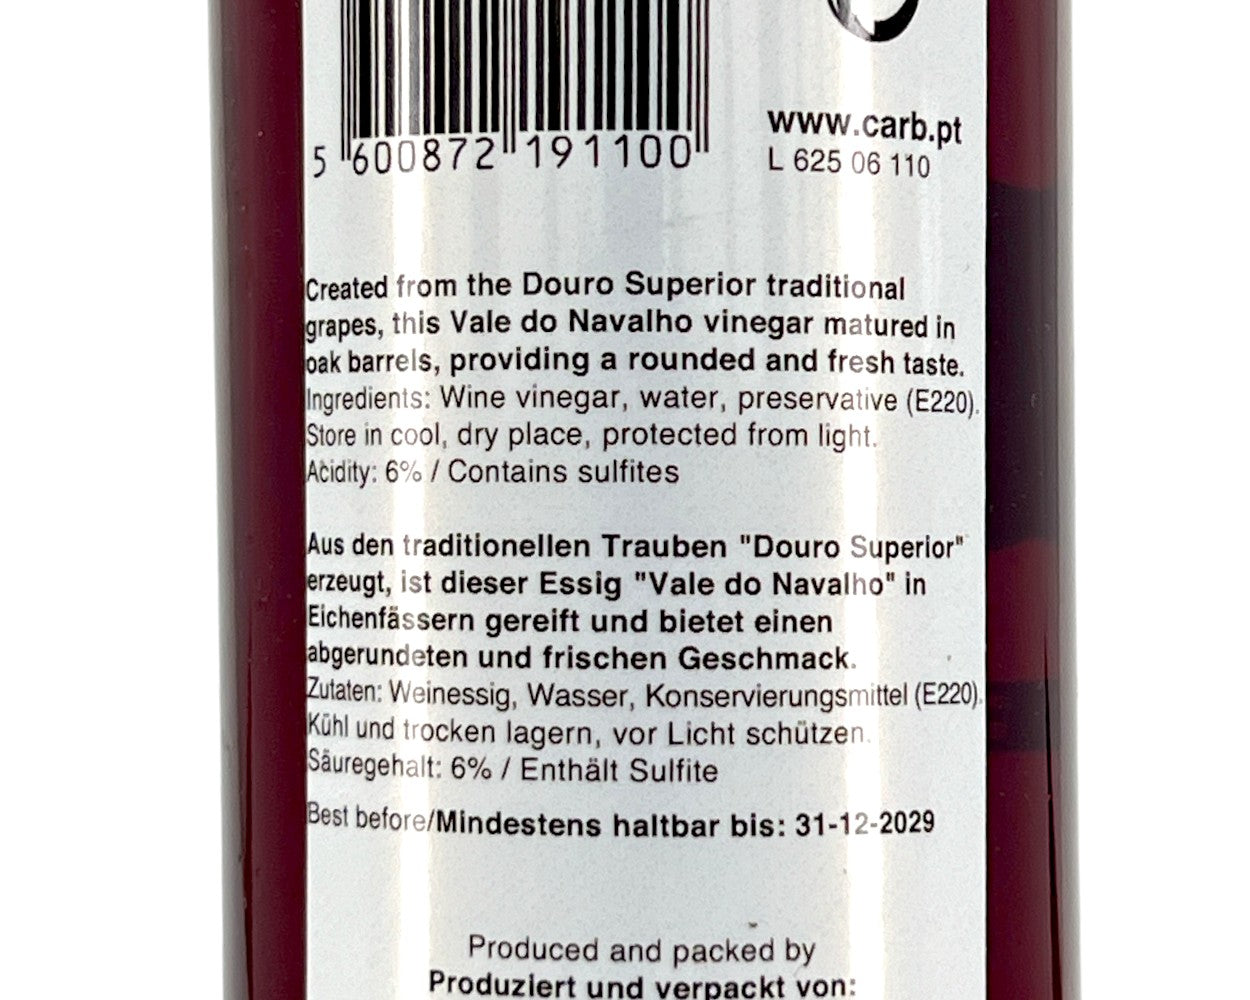 5 600872 191100
www.carb.pt
L 625 06 110
Created from the Douro Superior traditional
grapes, this Vale do Navalho vinegar matured in
oak barrels, providing a rounded and fresh taste.
Ingredients: Wine vinegar, water, preservative (E220).
Store in cool, dry place, protected from light.
Acidity: 6% / Contains sulfites
Aus den traditionellen Trauben "Douro Superior"
erzeugt, ist dieser Essig "Vale do Navalho" in
Eichenfässern gereift und bietet einen
abgerundeten und frischen Geschmack.
Zutaten: Weinessig, Wasser, Konservierungsmittel (E220).
Kühl und trocken lagern, vor Licht schützen.
Säuregehalt: 6% / Enthält Sulfite
Best before/Mindestens haltbar bis: 31-12-2029
Produced and packed by
Produziert und verpackt von: